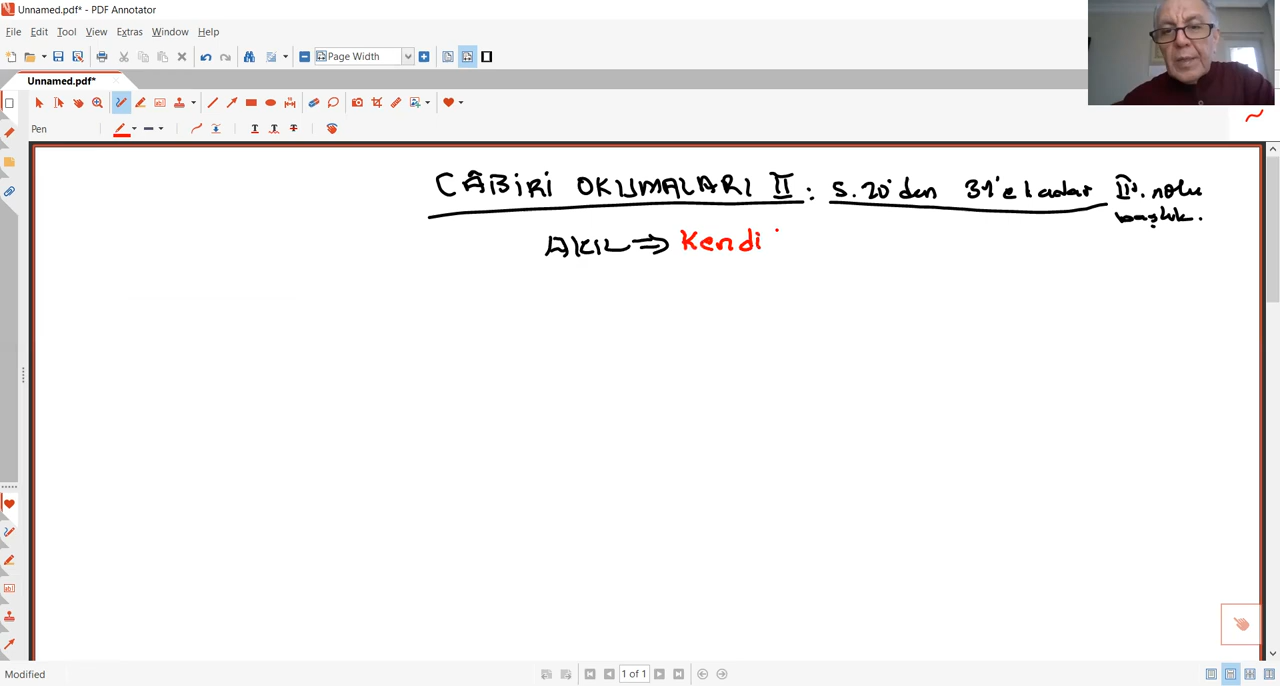 Unnamed.pdf* - PDF Annotator
File Edit Tool View Extras Window Help
Page Width
Unnamed.pdf*
Pen
CÂBİRİ OKUMALARI II : S.20'den 31'e kadar IV. nolu
başlık.
AKIL ⇒ Kendi
1 of 1
Modified